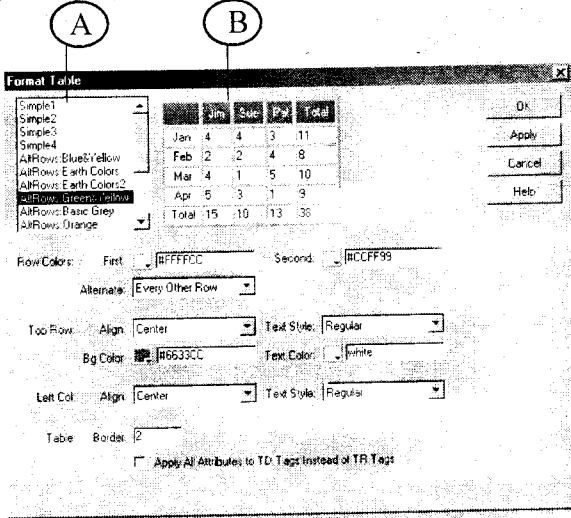 A B
Format Table
Simple1
Simple2
Simple3
Simple4
AltRows:Blue&Yellow
AltRows:Earth Colors
AltRows:Earth Colors2
AltRows:Green&Yellow
AltRows:Basic Grey
AltRows:Orange
Jim Sue Pat Total
Jan 4 4 3 11
Feb 2 2 4 8
Mar 4 1 5 10
Apr 5 3 1 9
Total 15 10 13 38
OK
Apply
Cancel
Help
Row Colors: First: #FFFFCC Second: #CCFF99
Alternate: Every Other Row
Top Row: Align: Center Text Style: Regular
Bg Color: #6633CC Text Color: white
Left Col: Align: Center Text Style: Regular
Table: Border: 2
Apply All Attributes to TD Tags Instead of TR Tags